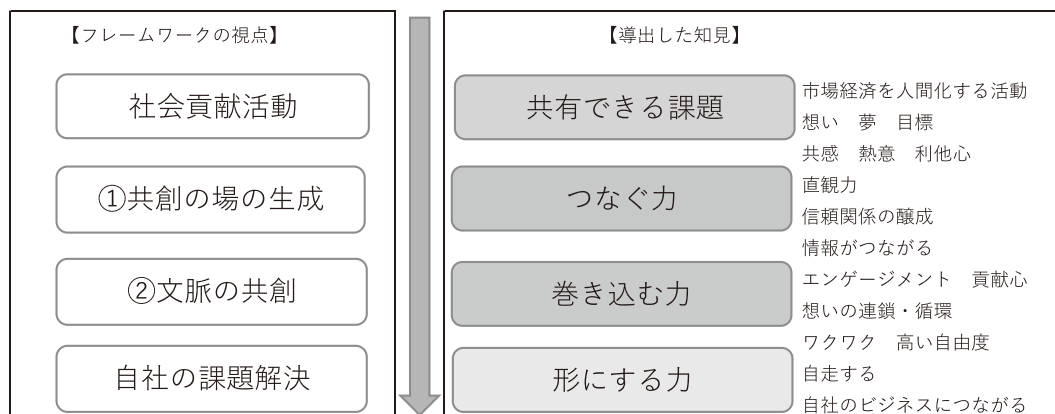 【フレームワークの視点】
社会貢献活動
①共創の場の生成
②文脈の共創
自社の課題解決
【導出した知見】
共有できる課題
つなぐ力
巻き込む力
形にする力
市場経済を人間化する活動
想い　夢　目標
共感　熱意　利他心
直観力
信頼関係の醸成
情報がつながる
エンゲージメント　貢献心
想いの連鎖・循環
ワクワク　高い自由度
自走する
自社のビジネスにつながる